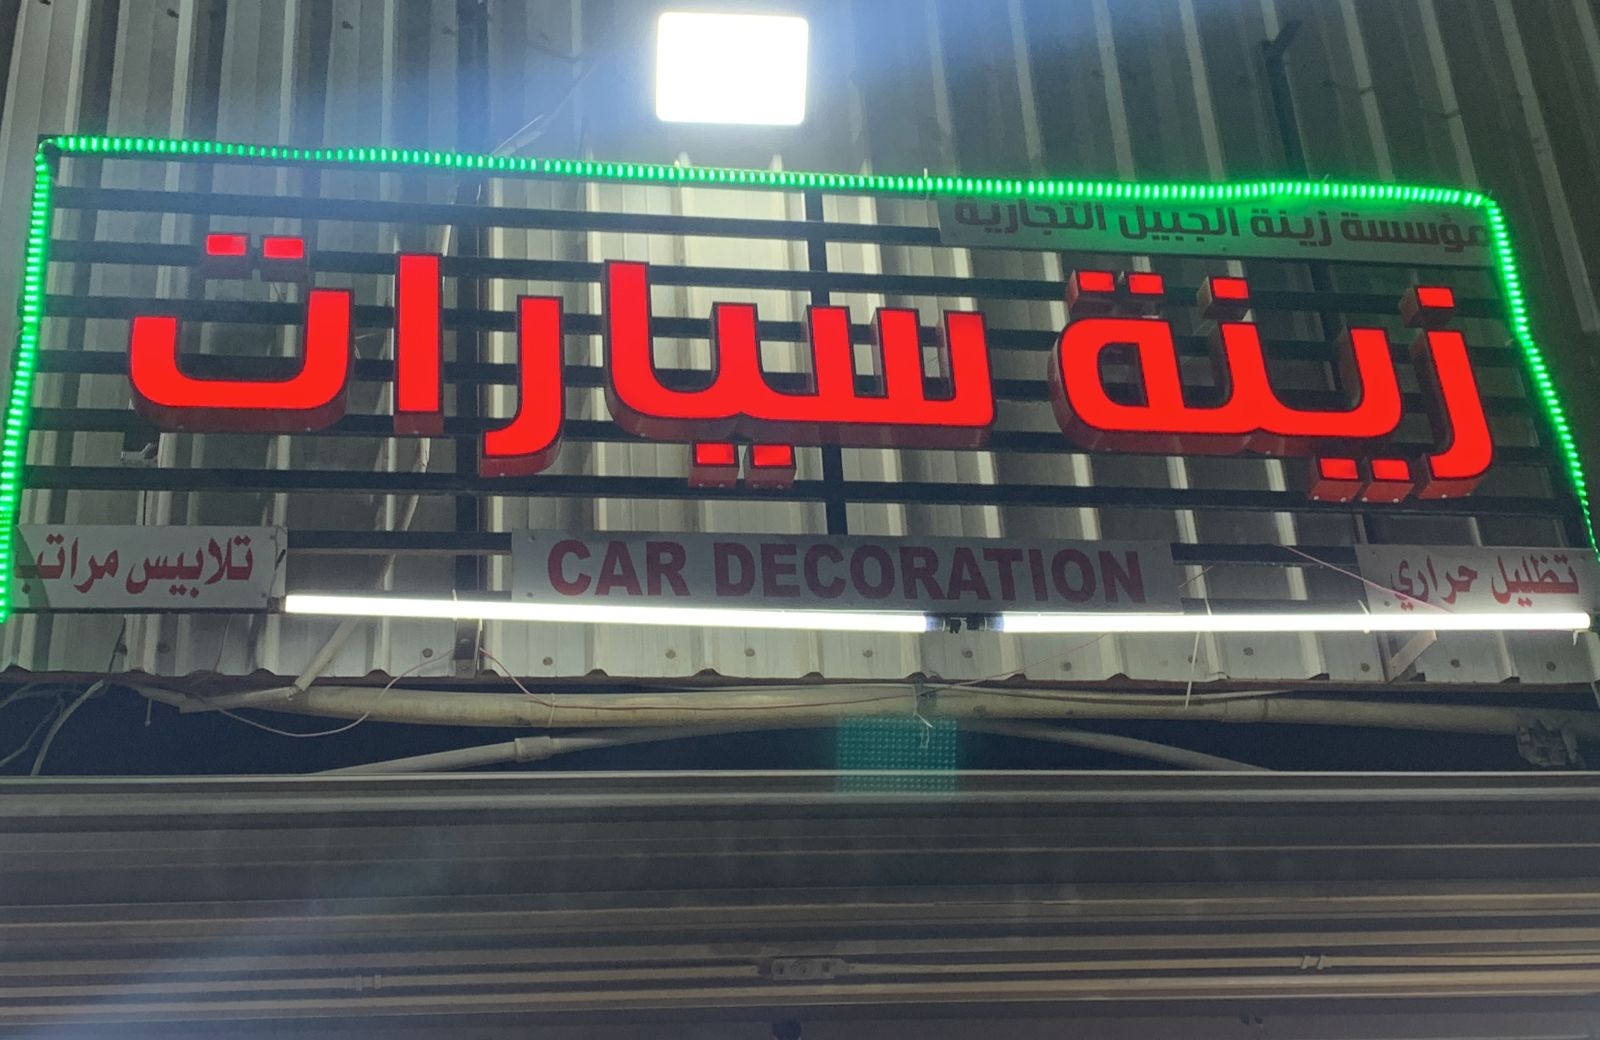 مؤسسة زينة الجبيل التجارية
زينة سيارات
تظليل حراري
CAR DECORATION
تلابيس مراتب